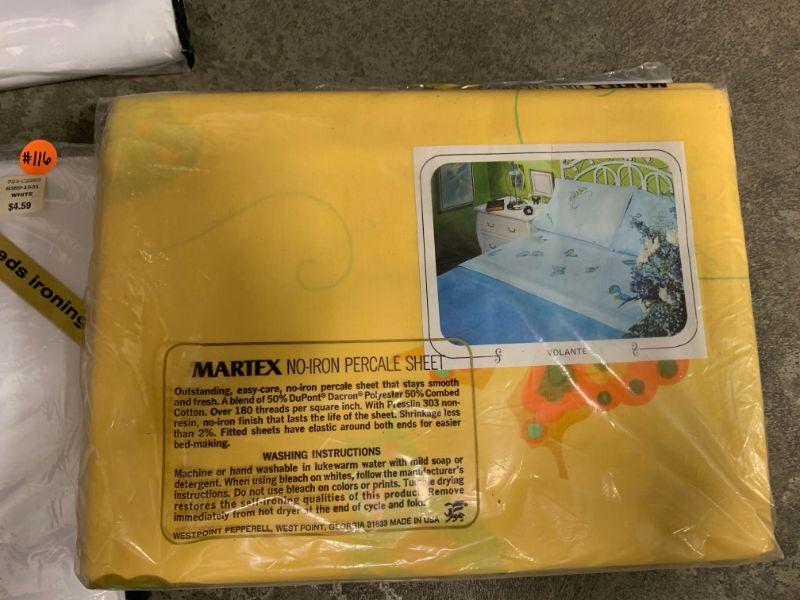 MARTEX
#116
723-C2283
R389-1531
WHITE
$4.59
eds ironing
VOLANTE
MARTEX NO-IRON PERCALE SHEET
Outstanding, easy-care, no-iron percale sheet that stays smooth
and fresh. A blend of 50% DuPont® Dacron® Polyester 50% Combed
Cotton. Over 180 threads per square inch. With Presslin 303 non-
resin, no-iron finish that lasts the life of the sheet. Shrinkage less
than 2%. Fitted sheets have elastic around both ends for easier
bed-making.
WASHING INSTRUCTIONS
Machine or hand washable in lukewarm water with mild soap or
detergent. When using bleach on whites, follow the manufacturer's
instructions. Do not use bleach on colors or prints. Tumble drying
restores the self-ironing qualities of this product. Remove
immediately from hot dryer at the end of cycle and fold.
WESTPOINT PEPPERELL, WEST POINT, GEORGIA 31833 MADE IN USA